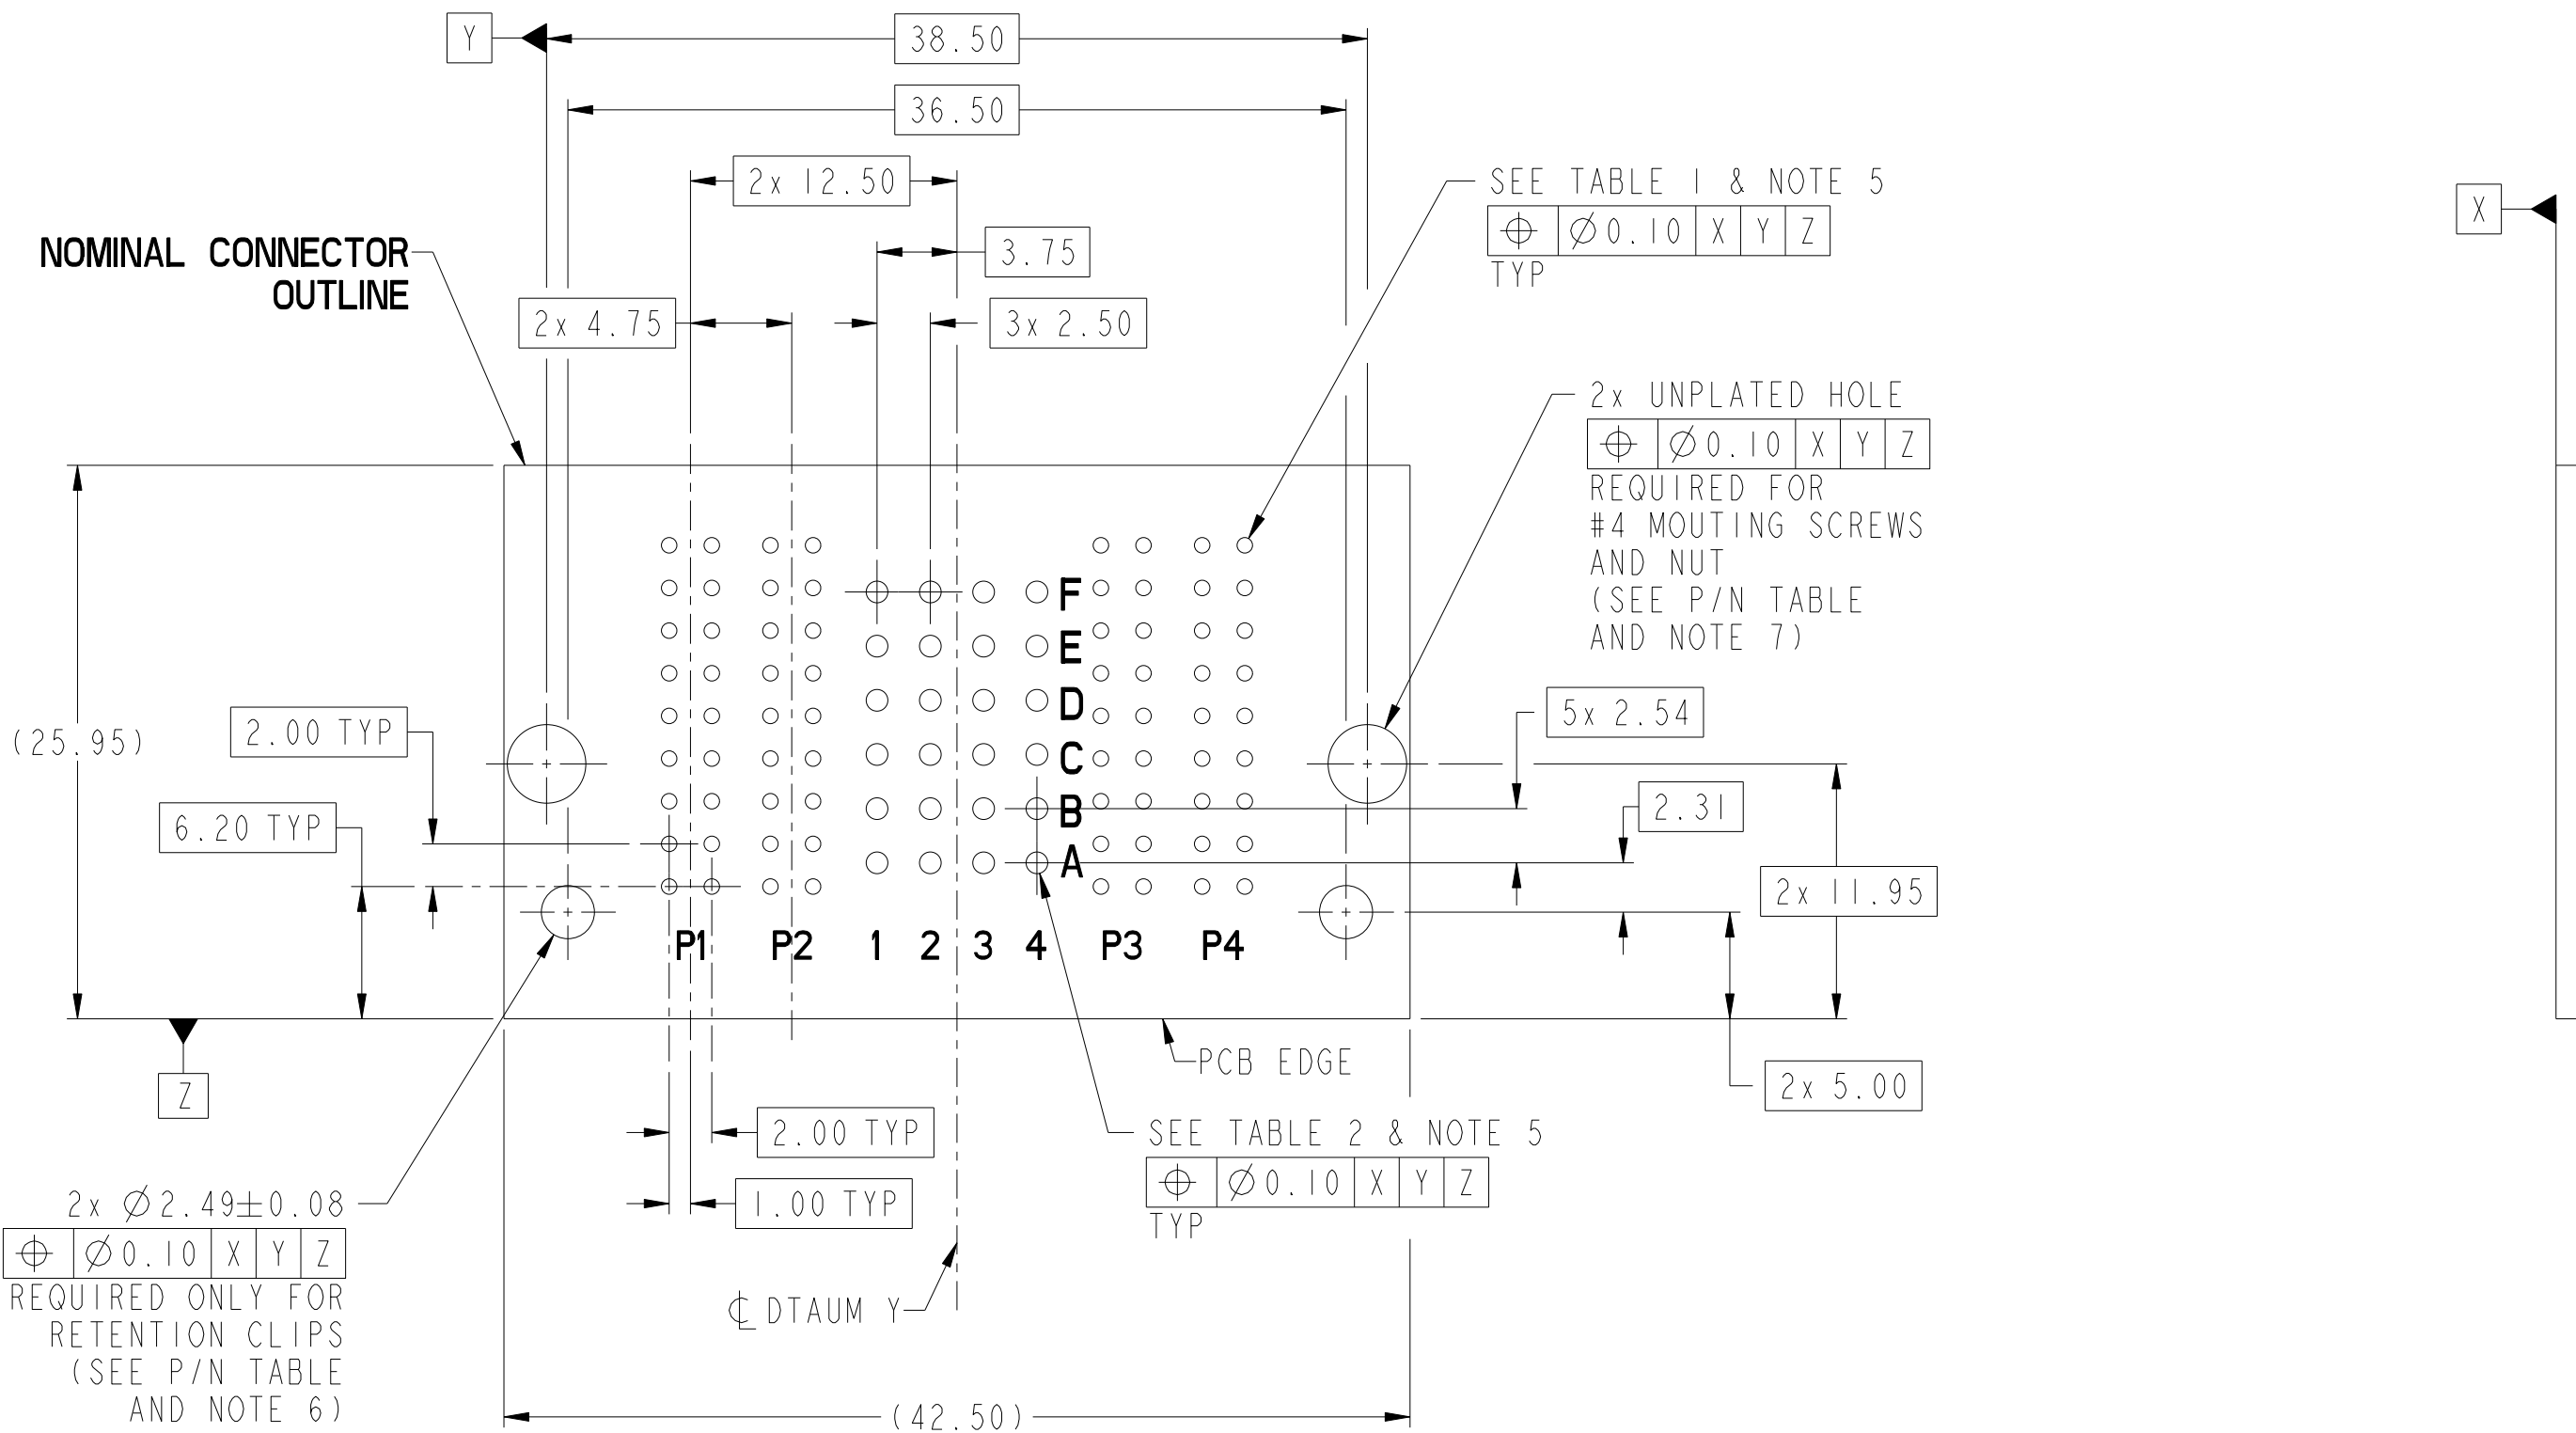 Y
38.50
36.50
2x 12.50
3.75
2x 4.75
3x 2.50
NOMINAL CONNECTOR
OUTLINE
SEE TABLE 1 & NOTE 5
⌖ ∅0.10 X Y Z
TYP
X
2x UNPLATED HOLE
⌖ ∅0.10 X Y Z
REQUIRED FOR
#4 MOUTING SCREWS
AND NUT
(SEE P/N TABLE
AND NOTE 7)
(25.95)
2.00 TYP
6.20 TYP
F
E
D
C
B
A
5x 2.54
2.31
2x 11.95
2x 5.00
P1 P2 1 2 3 4 P3 P4
Z
PCB EDGE
2.00 TYP
1.00 TYP
SEE TABLE 2 & NOTE 5
⌖ ∅0.10 X Y Z
TYP
2x ∅2.49±0.08
⌖ ∅0.10 X Y Z
REQUIRED ONLY FOR
RETENTION CLIPS
(SEE P/N TABLE
AND NOTE 6)
℄ DTAUM Y
(42.50)